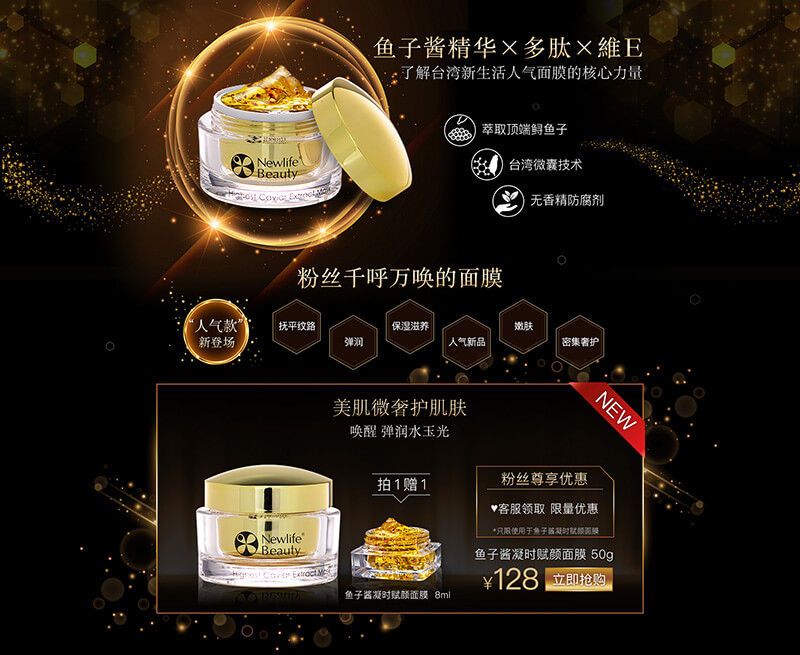 鱼子酱精华×多肽×維E
了解台湾新生活人气面膜的核心力量
萃取顶端鲟鱼子
台湾微囊技术
无香精防腐剂
Newlife®
Beauty
Highest Caviar Extract Mask
粉丝千呼万唤的面膜
“人气款”
新登场
抚平纹路
弹润
保湿滋养
人气新品
嫩肤
密集奢护
NEW
美肌微奢护肌肤
唤醒 弹润水玉光
拍1赠1
Newlife®
Beauty
Highest Caviar Extract Mask
鱼子酱凝时赋颜面膜 8ml
粉丝尊享优惠
♥客服领取 限量优惠
*只限使用于鱼子酱凝时赋颜面膜
鱼子酱凝时赋颜面膜 50g
¥128 立即抢购